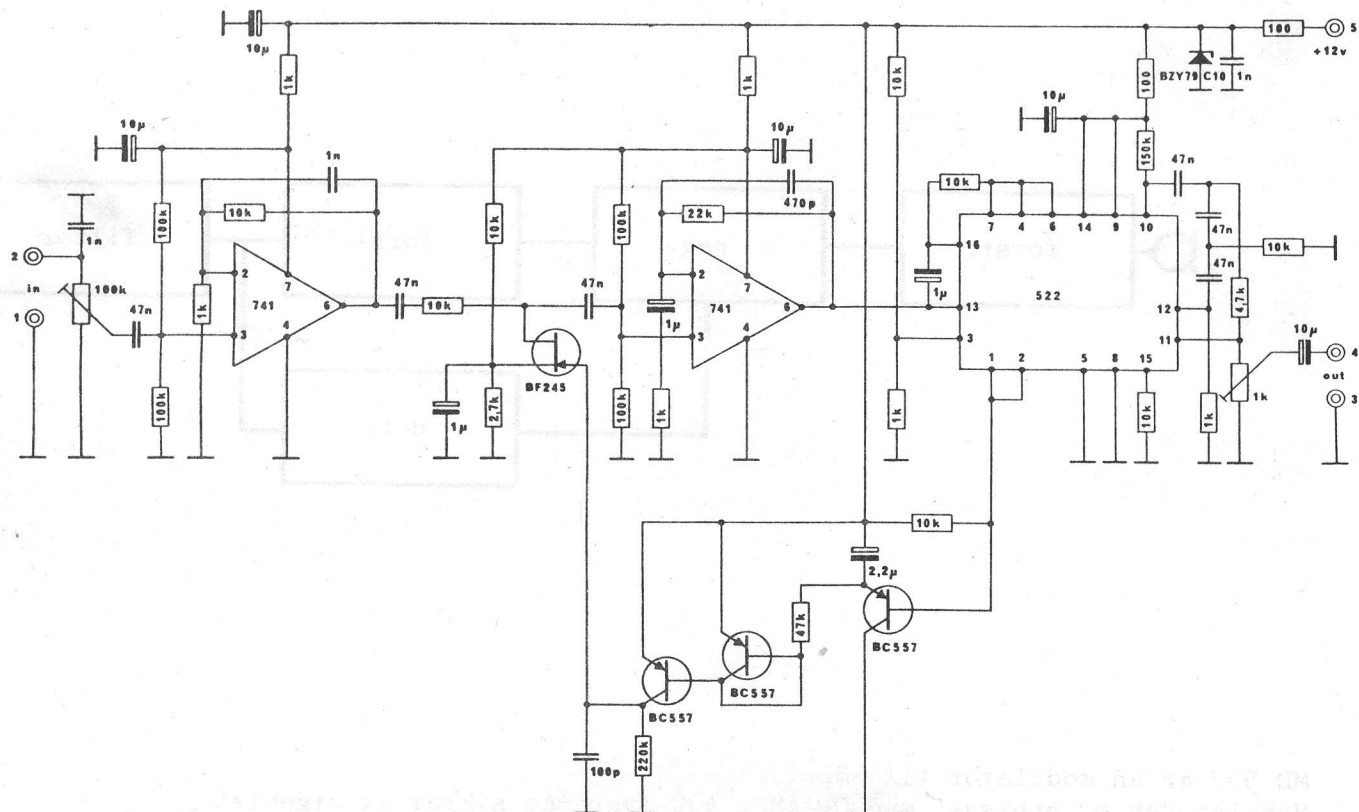 10µ
1k
1k
10k
100
BZY79 C10
1n
100
5
+12v
10µ
10µ
10µ
150k
47n
1n
10k
100k
10k
100k
470p
22k
10k
7 4 6 14 9 10
47n
47n
10k
1n
2
in
1
100k
47n
1k
2
3
741
7
4
6
47n
10k
47n
2
3
1µ
741
7
4
6
16
1µ
13
3
522
12
11
4,7k
10µ
4
out
3
BF245
1 2 5 8 15
100k
1µ
2,7k
100k
1k
1k
10k
1k
1k
10k
2,2µ
47k
BC557
BC557
BC557
100p
220k